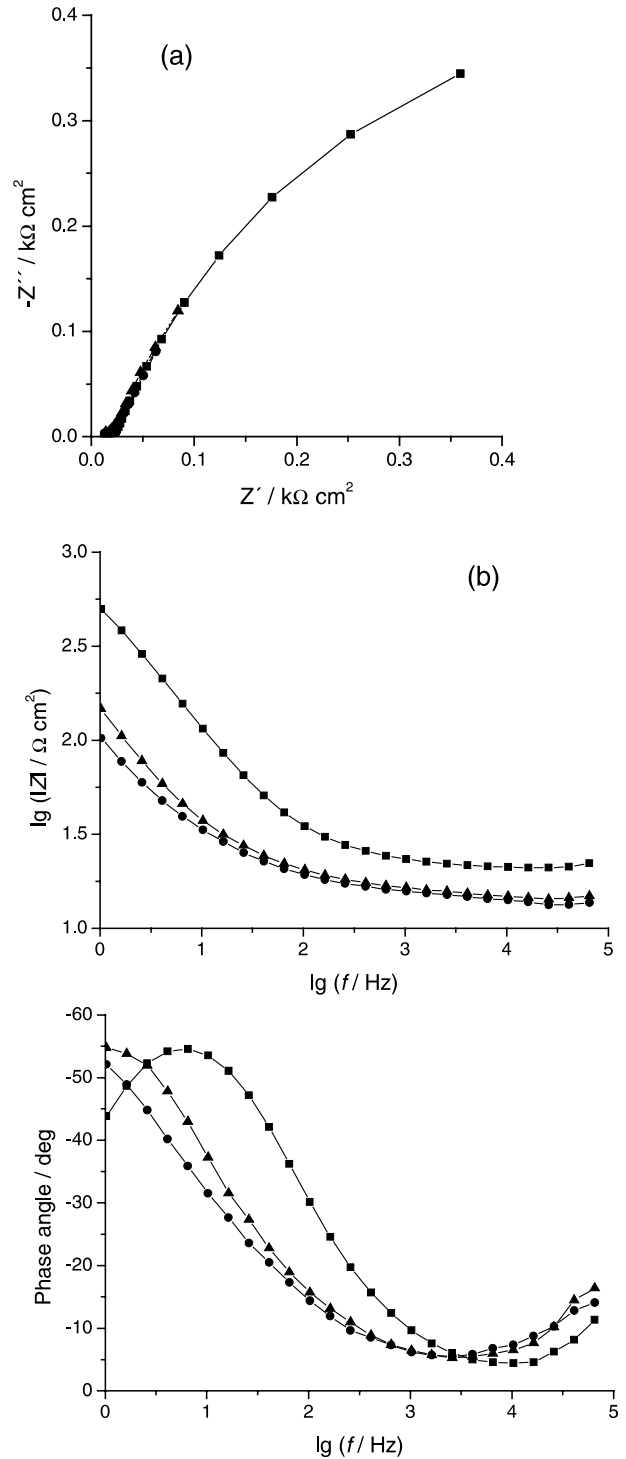 (a)
0.4
0.3
0.2
0.1
0.0
-Z´´ / kΩ cm²
0.0 0.1 0.2 0.3 0.4
Z´ / kΩ cm²
(b)
3.0
2.5
2.0
1.5
1.0
lg (|Z| / Ω cm²)
0 1 2 3 4 5
lg (f / Hz)
-60
-50
-40
-30
-20
-10
0
Phase angle / deg
0 1 2 3 4 5
lg (f / Hz)